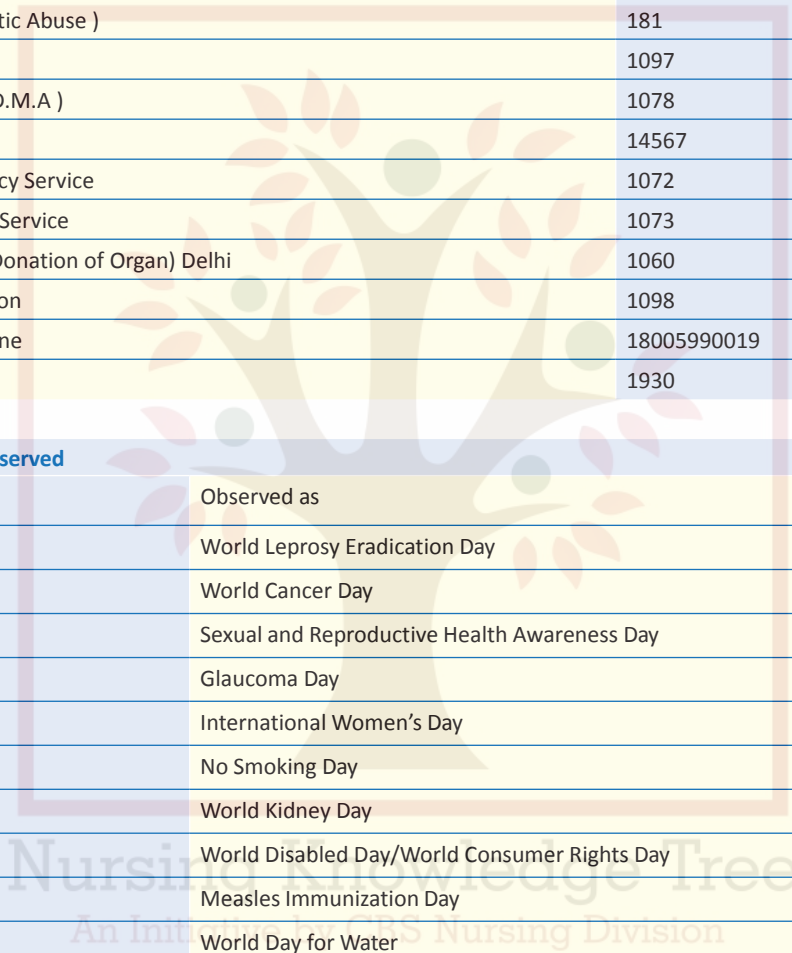 tic Abuse ) 181
1097
D.M.A ) 1078
14567
cy Service 1072
Service 1073
Donation of Organ) Delhi 1060
on 1098
ne 18005990019
1930
served
Observed as
World Leprosy Eradication Day
World Cancer Day
Sexual and Reproductive Health Awareness Day
Glaucoma Day
International Women’s Day
No Smoking Day
World Kidney Day
World Disabled Day/World Consumer Rights Day
Nursing Knowledge Tree
Measles Immunization Day
An Initiative by CBS Nursing Division
World Day for Water